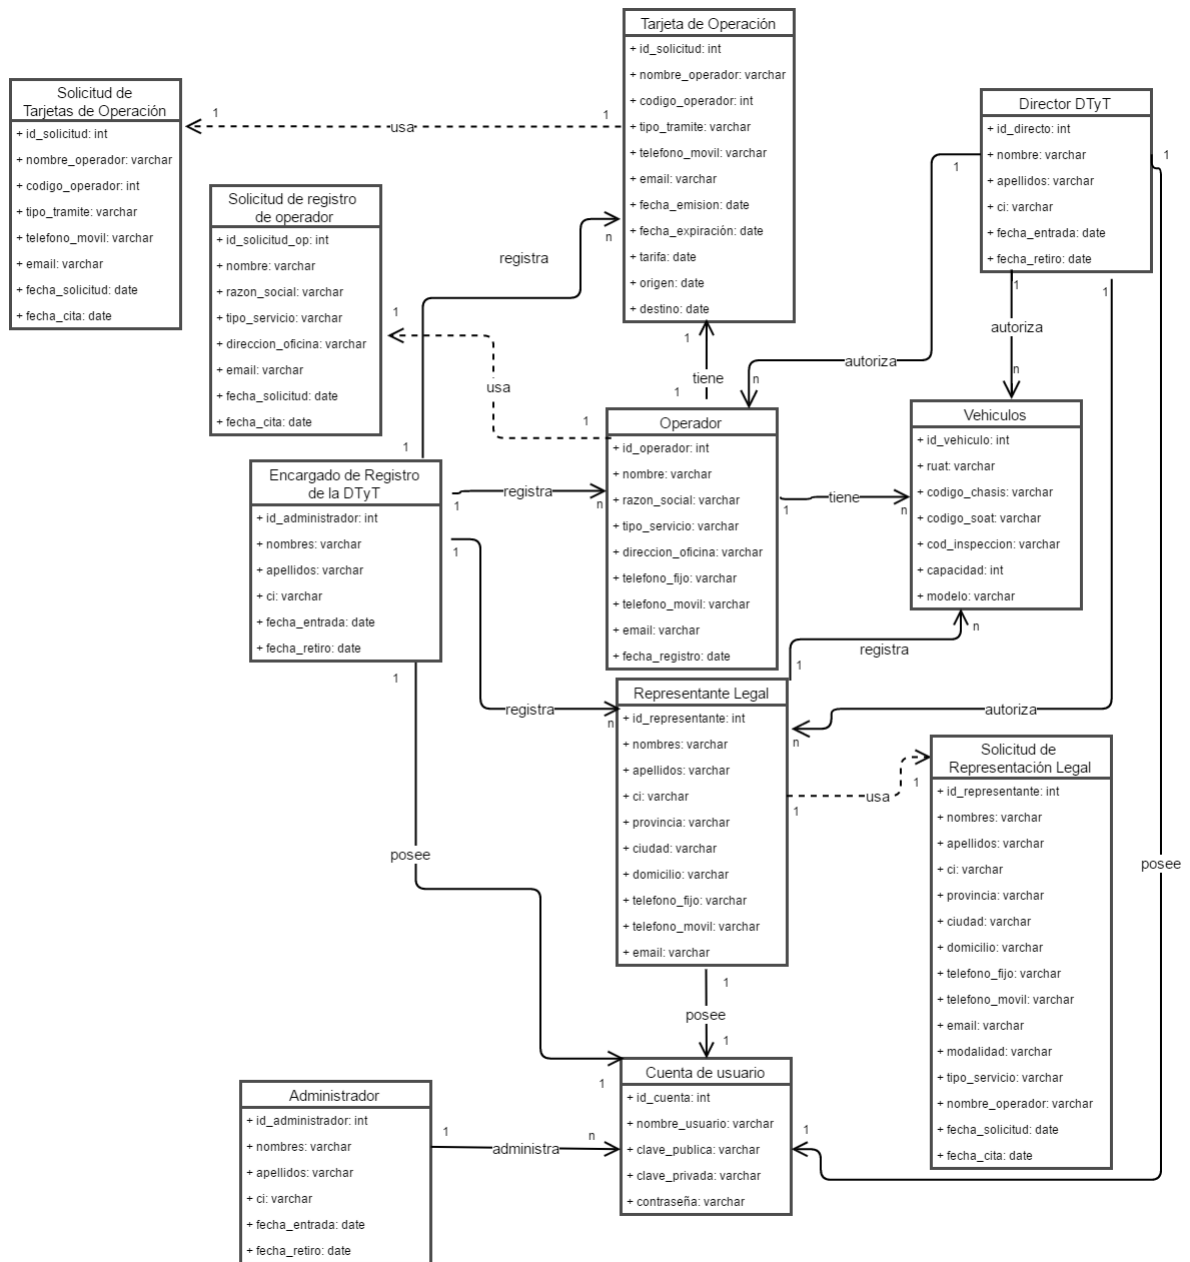 Tarjeta de Operación
+ id_solicitud: int
+ nombre_operador: varchar
+ codigo_operador: int
+ tipo_tramite: varchar
+ telefono_movil: varchar
+ email: varchar
+ fecha_emision: date
+ fecha_expiración: date
+ tarifa: date
+ origen: date
+ destino: date
Solicitud de
Tarjetas de Operación
+ id_solicitud: int
+ nombre_operador: varchar
+ codigo_operador: int
+ tipo_tramite: varchar
+ telefono_movil: varchar
+ email: varchar
+ fecha_solicitud: date
+ fecha_cita: date
1
usa
1
Director DTyT
+ id_directo: int
+ nombre: varchar
+ apellidos: varchar
+ ci: varchar
+ fecha_entrada: date
+ fecha_retiro: date
1
1
1
1
Solicitud de registro
de operador
+ id_solicitud_op: int
+ nombre: varchar
+ razon_social: varchar
+ tipo_servicio: varchar
+ direccion_oficina: varchar
+ email: varchar
+ fecha_solicitud: date
+ fecha_cita: date
registra
n
1
1
usa
1
1
tiene
1
autoriza
n
autoriza
n
Operador
+ id_operador: int
+ nombre: varchar
+ razon_social: varchar
+ tipo_servicio: varchar
+ direccion_oficina: varchar
+ telefono_fijo: varchar
+ telefono_movil: varchar
+ email: varchar
+ fecha_registro: date
Vehiculos
+ id_vehiculo: int
+ ruat: varchar
+ codigo_chasis: varchar
+ codigo_soat: varchar
+ cod_inspeccion: varchar
+ capacidad: int
+ modelo: varchar
1
tiene
n
Encargado de Registro
de la DTyT
+ id_administrador: int
+ nombres: varchar
+ apellidos: varchar
+ ci: varchar
+ fecha_entrada: date
+ fecha_retiro: date
1
registra
n
1
registra
n
1
registra
n
1
autoriza
n
Representante Legal
+ id_representante: int
+ nombres: varchar
+ apellidos: varchar
+ ci: varchar
+ provincia: varchar
+ ciudad: varchar
+ domicilio: varchar
+ telefono_fijo: varchar
+ telefono_movil: varchar
+ email: varchar
1
usa
1
Solicitud de
Representación Legal
+ id_representante: int
+ nombres: varchar
+ apellidos: varchar
+ ci: varchar
+ provincia: varchar
+ ciudad: varchar
+ domicilio: varchar
+ telefono_fijo: varchar
+ telefono_movil: varchar
+ email: varchar
+ modalidad: varchar
+ tipo_servicio: varchar
+ nombre_operador: varchar
+ fecha_solicitud: date
+ fecha_cita: date
posee
posee
1
posee
1
1
1
Cuenta de usuario
+ id_cuenta: int
+ nombre_usuario: varchar
+ clave_publica: varchar
+ clave_privada: varchar
+ contraseña: varchar
Administrador
+ id_administrador: int
+ nombres: varchar
+ apellidos: varchar
+ ci: varchar
+ fecha_entrada: date
+ fecha_retiro: date
1
administra
n